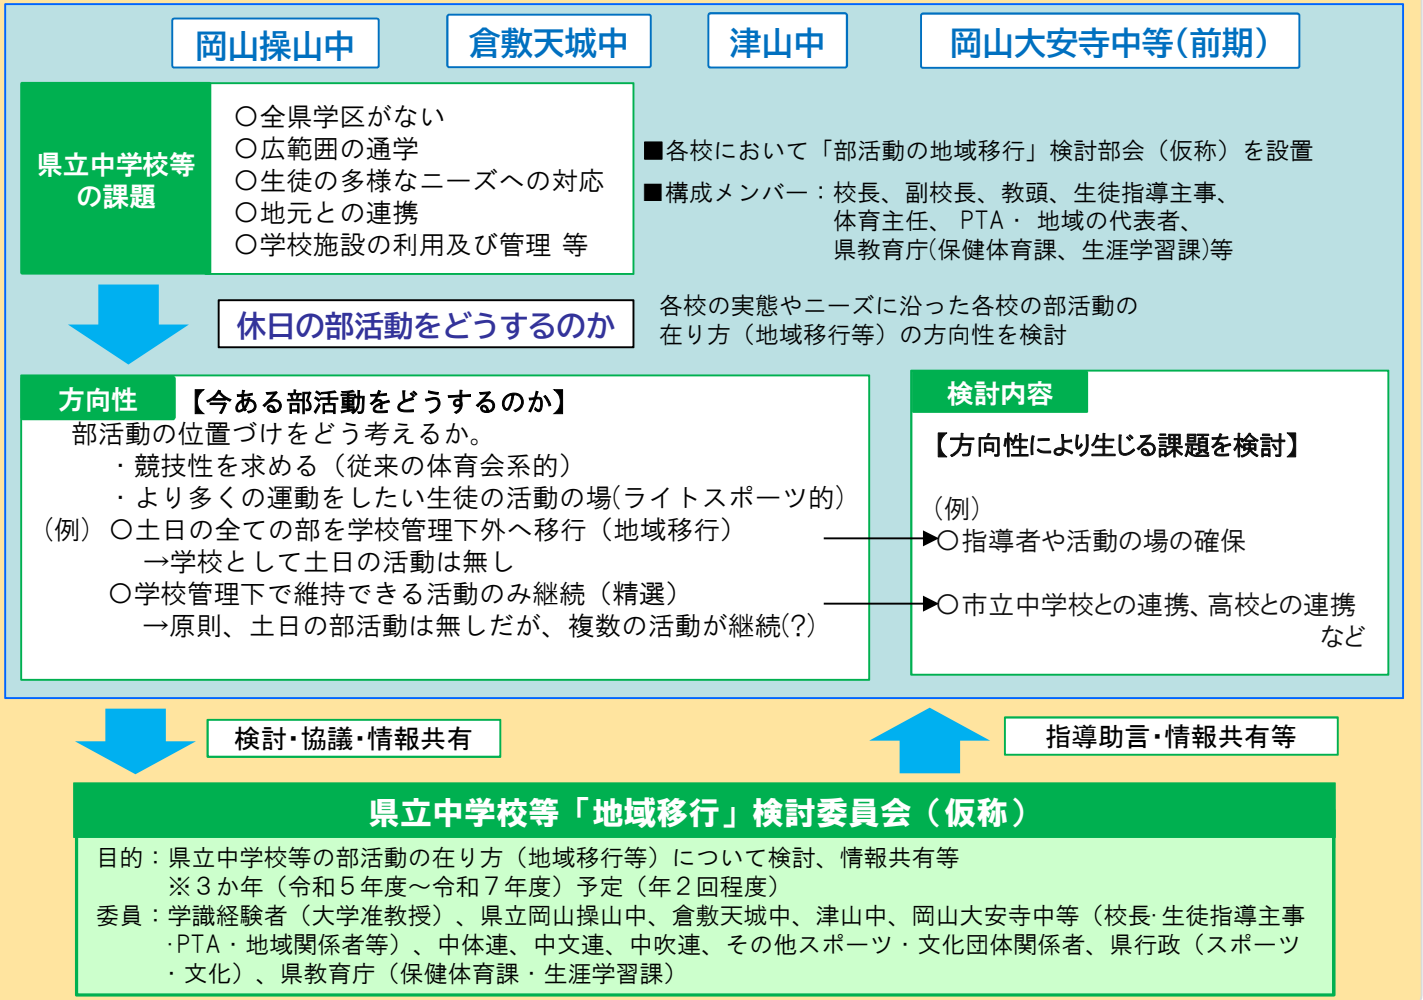 岡山操山中
倉敷天城中
津山中
岡山大安寺中等(前期)
県立中学校等
の課題
○全県学区がない
○広範囲の通学
○生徒の多様なニーズへの対応
○地元との連携
○学校施設の利用及び管理 等
■各校において「部活動の地域移行」検討部会（仮称）を設置
■構成メンバー：校長、副校長、教頭、生徒指導主事、
体育主任、 PTA・ 地域の代表者、
県教育庁(保健体育課、生涯学習課)等
休日の部活動をどうするのか
各校の実態やニーズに沿った各校の部活動の
在り方（地域移行等）の方向性を検討
方向性
【今ある部活動をどうするのか】
部活動の位置づけをどう考えるか。
・競技性を求める（従来の体育会系的）
・より多くの運動をしたい生徒の活動の場(ライトスポーツ的)
（例）○土日の全ての部を学校管理下外へ移行（地域移行）
→学校として土日の活動は無し
○学校管理下で維持できる活動のみ継続（精選）
→原則、土日の部活動は無しだが、複数の活動が継続(?)
検討内容
【方向性により生じる課題を検討】
（例）
○指導者や活動の場の確保
○市立中学校との連携、高校との連携
など
検討・協議・情報共有
指導助言・情報共有等
県立中学校等「地域移行」検討委員会（仮称）
目的：県立中学校等の部活動の在り方（地域移行等）について検討、情報共有等
※３か年（令和５年度～令和７年度）予定（年２回程度）
委員：学識経験者（大学准教授）、県立岡山操山中、倉敷天城中、津山中、岡山大安寺中等（校長・生徒指導主事
・PTA・地域関係者等）、中体連、中文連、中吹連、その他スポーツ・文化団体関係者、県行政（スポーツ
・文化）、県教育庁（保健体育課・生涯学習課）